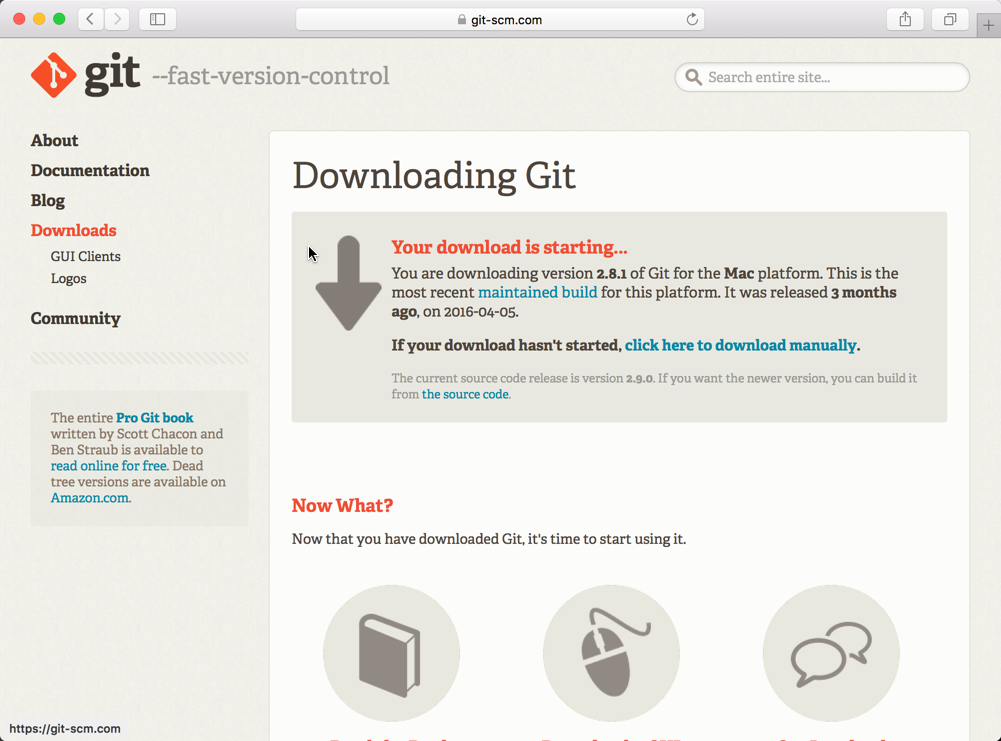 git-scm.com
git --fast-version-control
Search entire site...
About
Documentation
Blog
Downloads
GUI Clients
Logos
Community
The entire Pro Git book
written by Scott Chacon and
Ben Straub is available to
read online for free. Dead
tree versions are available on
Amazon.com.
Downloading Git
Your download is starting...
You are downloading version 2.8.1 of Git for the Mac platform. This is the
most recent maintained build for this platform. It was released 3 months
ago, on 2016-04-05.
If your download hasn't started, click here to download manually.
The current source code release is version 2.9.0. If you want the newer version, you can build it
from the source code.
Now What?
Now that you have downloaded Git, it's time to start using it.
https://git-scm.com